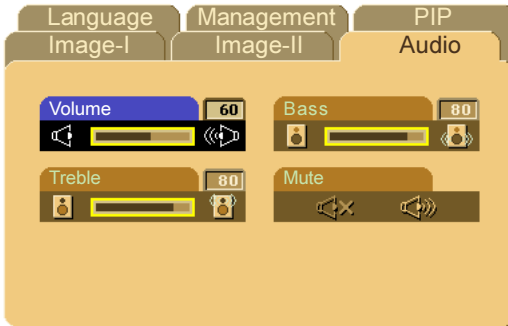 Language Management PIP
Image-I Image-II Audio
Volume 60 Bass 80
Treble 80 Mute